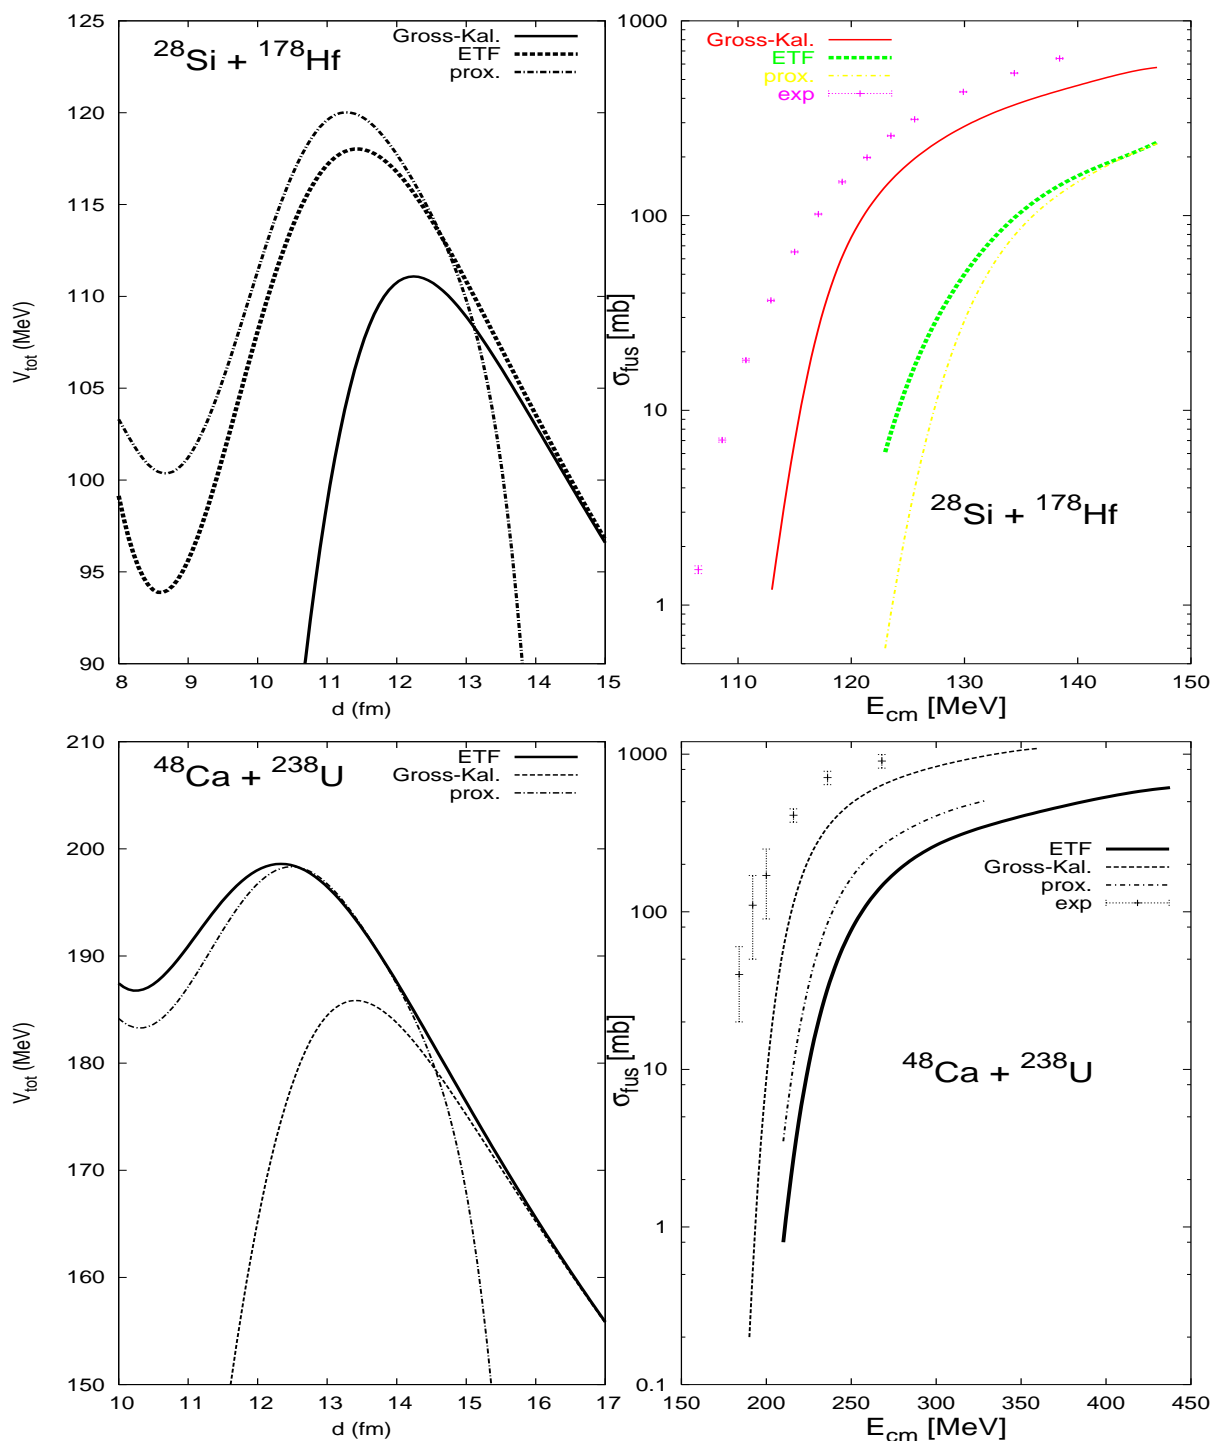 ²⁸Si + ¹⁷⁸Hf
Gross-Kal.
ETF
prox.
V_tot (MeV)
125
120
115
110
105
100
95
90
8 9 10 11 12 13 14 15
d (fm)
Gross-Kal.
ETF
prox.
exp
σ_fus [mb]
1000
100
10
1
²⁸Si + ¹⁷⁸Hf
110 120 130 140 150
E_cm [MeV]
⁴⁸Ca + ²³⁸U
ETF
Gross-Kal.
prox.
V_tot (MeV)
210
200
190
180
170
160
150
10 11 12 13 14 15 16 17
d (fm)
ETF
Gross-Kal.
prox.
exp
σ_fus [mb]
1000
100
10
1
0.1
⁴⁸Ca + ²³⁸U
150 200 250 300 350 400 450
E_cm [MeV]